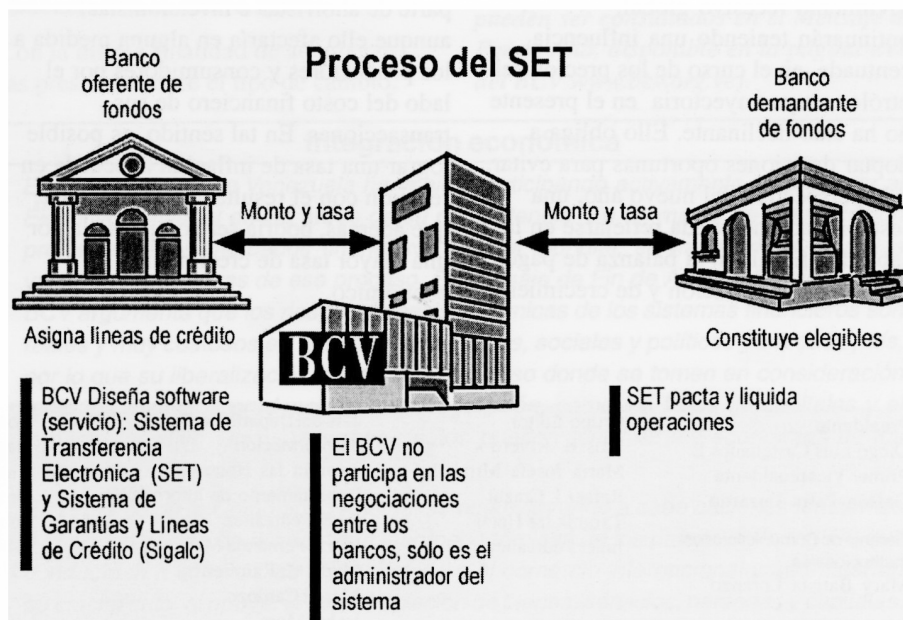 Proceso del SET
Banco
oferente de
fondos
Banco
demandante
de fondos
Monto y tasa
Monto y tasa
Asigna líneas de crédito
BCV
Constituye elegibles
BCV Diseña software
(servicio): Sistema de
Transferencia
Electrónica (SET)
y Sistema de
Garantías y Líneas
de Crédito (Sigalc)
El BCV no
participa en las
negociaciones
entre los
bancos, sólo es el
administrador del
sistema
SET pacta y liquida
operaciones